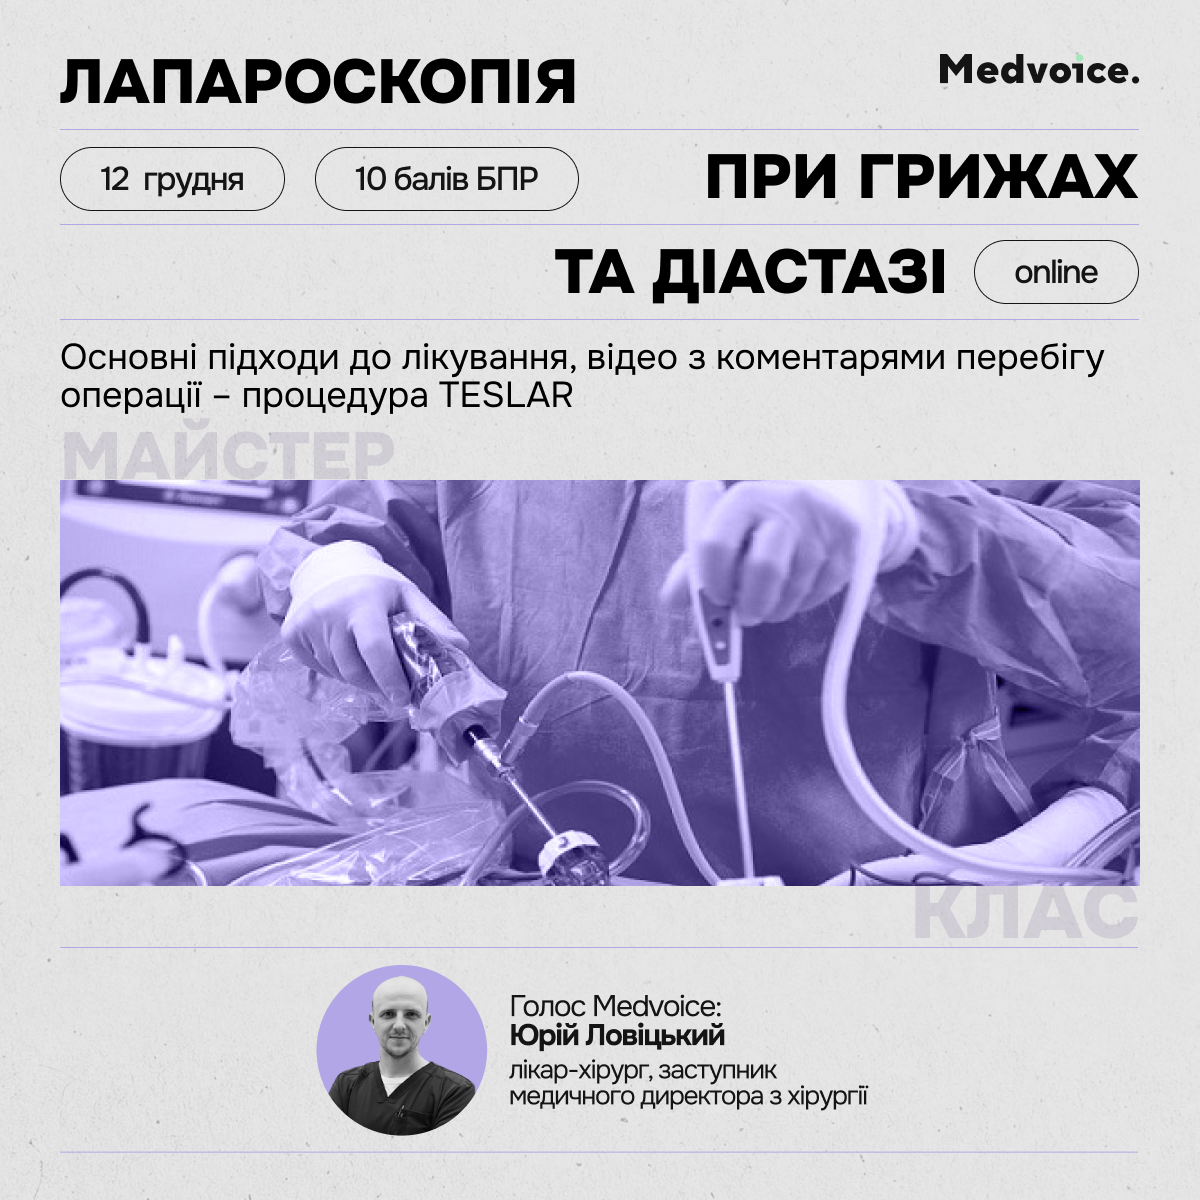 ЛАПАРОСКОПІЯ
Medvoice.
12 грудня
10 балів БПР
ПРИ ГРИЖАХ
ТА ДІАСТАЗІ
online
Основні підходи до лікування, відео з коментарями перебігу
операції – процедура TESLAR
МАЙСТЕР
КЛАС
Голос Medvoice:
Юрій Ловіцький
лікар-хірург, заступник
медичного директора з хірургії